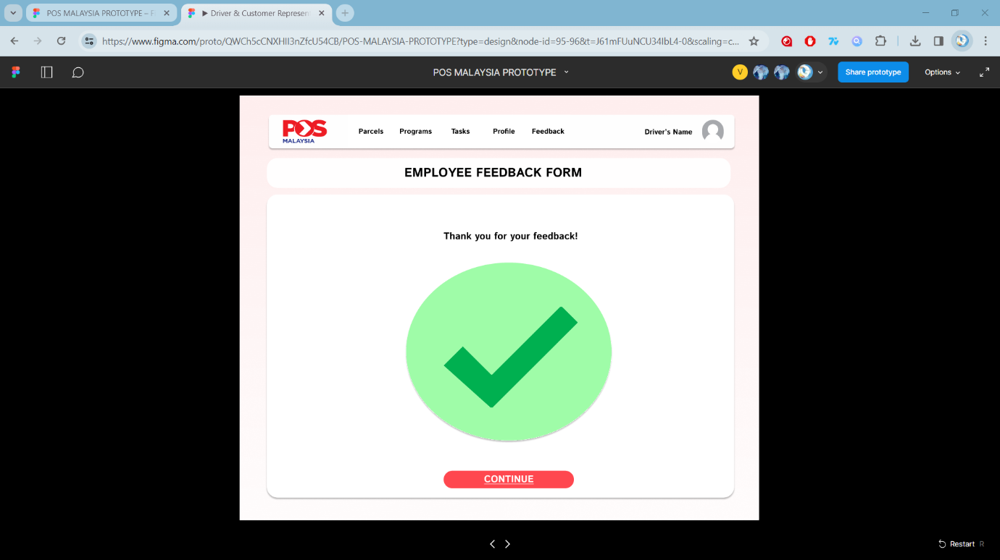 POS MALAYSIA PROTOTYPE – F
Driver & Customer Represen
https://www.figma.com/proto/QWCh5cCNXHlI3nZfcU54CB/POS-MALAYSIA-PROTOTYPE?type=design&node-id=95-96&t=J61mFUuNCU34IbL4-0&scaling=c...
POS MALAYSIA PROTOTYPE
V
Share prototype
Options
POS
MALAYSIA
Parcels
Programs
Tasks
Profile
Feedback
Driver's Name
EMPLOYEE FEEDBACK FORM
Thank you for your feedback!
CONTINUE
Restart R